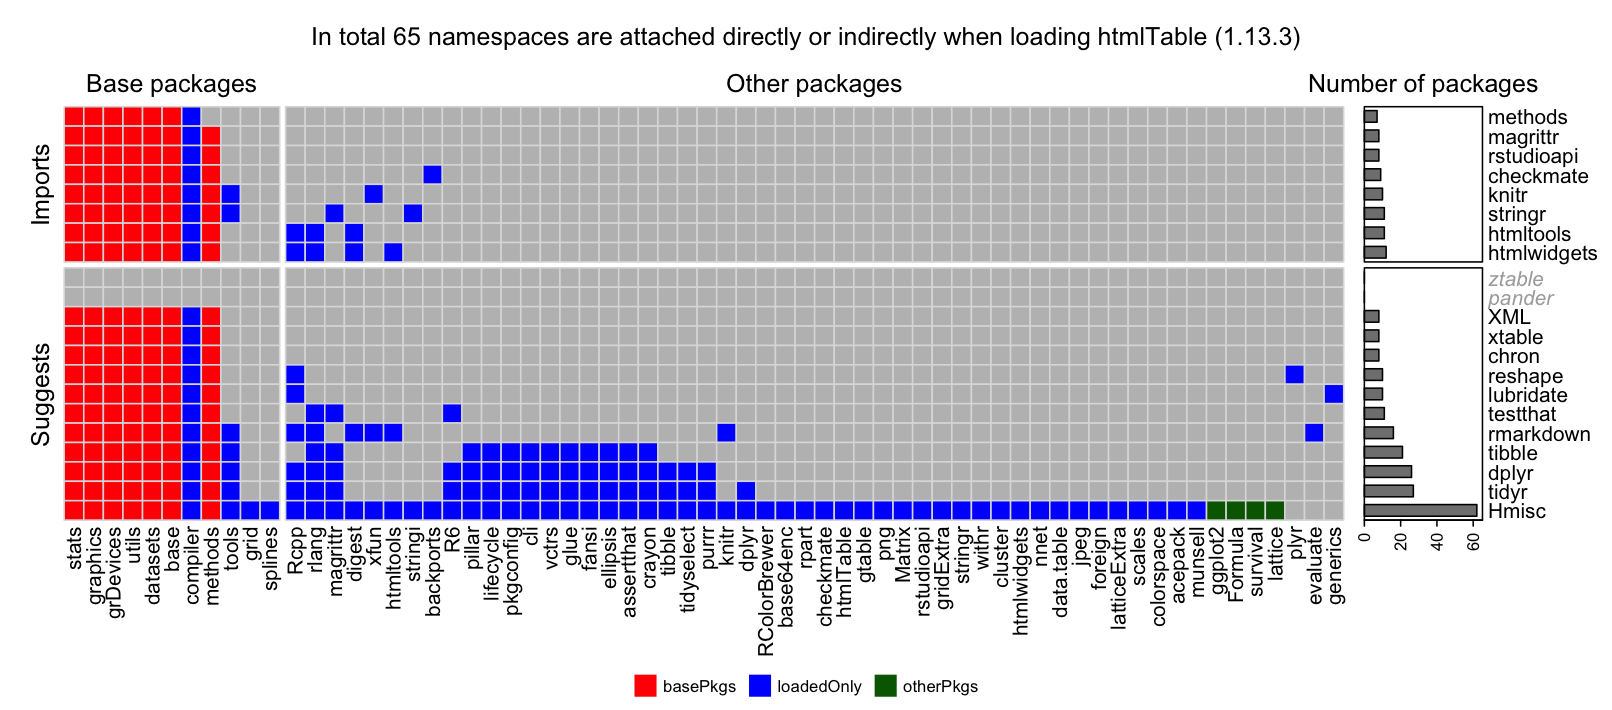 In total 65 namespaces are attached directly or indirectly when loading htmlTable (1.13.3)
Base packages
Other packages
Number of packages
Imports
methods
magrittr
rstudioapi
checkmate
knitr
stringr
htmltools
htmlwidgets
Suggests
ztable
pander
XML
xtable
chron
reshape
lubridate
testthat
rmarkdown
tibble
dplyr
tidyr
Hmisc
stats
graphics
grDevices
utils
datasets
base
compiler
methods
tools
grid
splines
Rcpp
rlang
magrittr
digest
xfun
htmltools
stringi
backports
R6
pillar
lifecycle
pkgconfig
cli
vctrs
glue
fansi
ellipsis
assertthat
crayon
tibble
tidyselect
purrr
knitr
dplyr
RColorBrewer
base64enc
rpart
checkmate
htmlTable
gtable
png
Matrix
rstudioapi
gridExtra
stringr
withr
cluster
htmlwidgets
nnet
data.table
jpeg
foreign
latticeExtra
scales
colorspace
acepack
munsell
ggplot2
Formula
survival
lattice
plyr
evaluate
generics
0
20
40
60
basePkgs
loadedOnly
otherPkgs